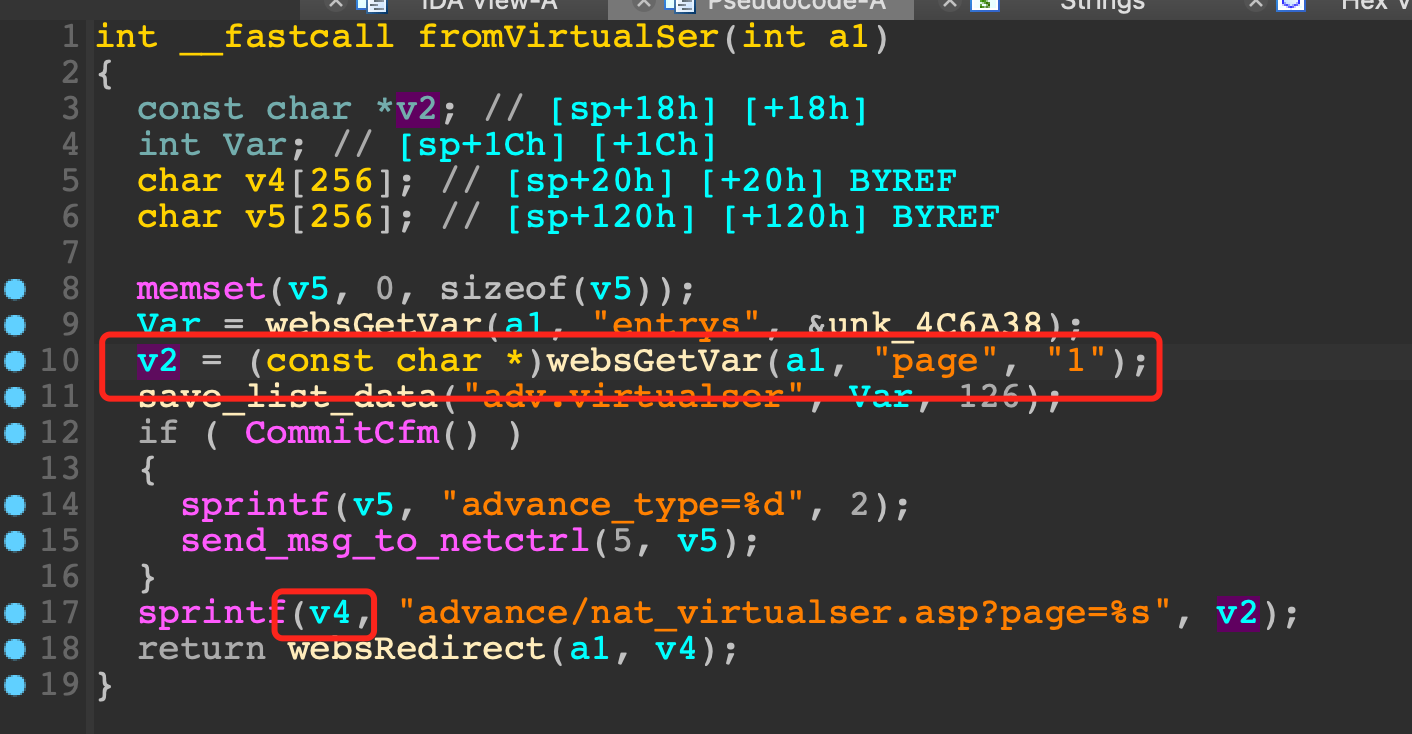 IDA View-A Pseudocode-A Strings Hex V
1 int __fastcall fromVirtualSer(int a1)
2 {
3 const char *v2; // [sp+18h] [+18h]
4 int Var; // [sp+1Ch] [+1Ch]
5 char v4[256]; // [sp+20h] [+20h] BYREF
6 char v5[256]; // [sp+120h] [+120h] BYREF
7
8 memset(v5, 0, sizeof(v5));
9 Var = websGetVar(a1, "entrys", &unk_4C6A38);
10 v2 = (const char *)websGetVar(a1, "page", "1");
11 save_list_data("adv.virtualser", Var, 126);
12 if ( CommitCfm() )
13 {
14 sprintf(v5, "advance_type=%d", 2);
15 send_msg_to_netctrl(5, v5);
16 }
17 sprintf(v4, "advance/nat_virtualser.asp?page=%s", v2);
18 return websRedirect(a1, v4);
19 }